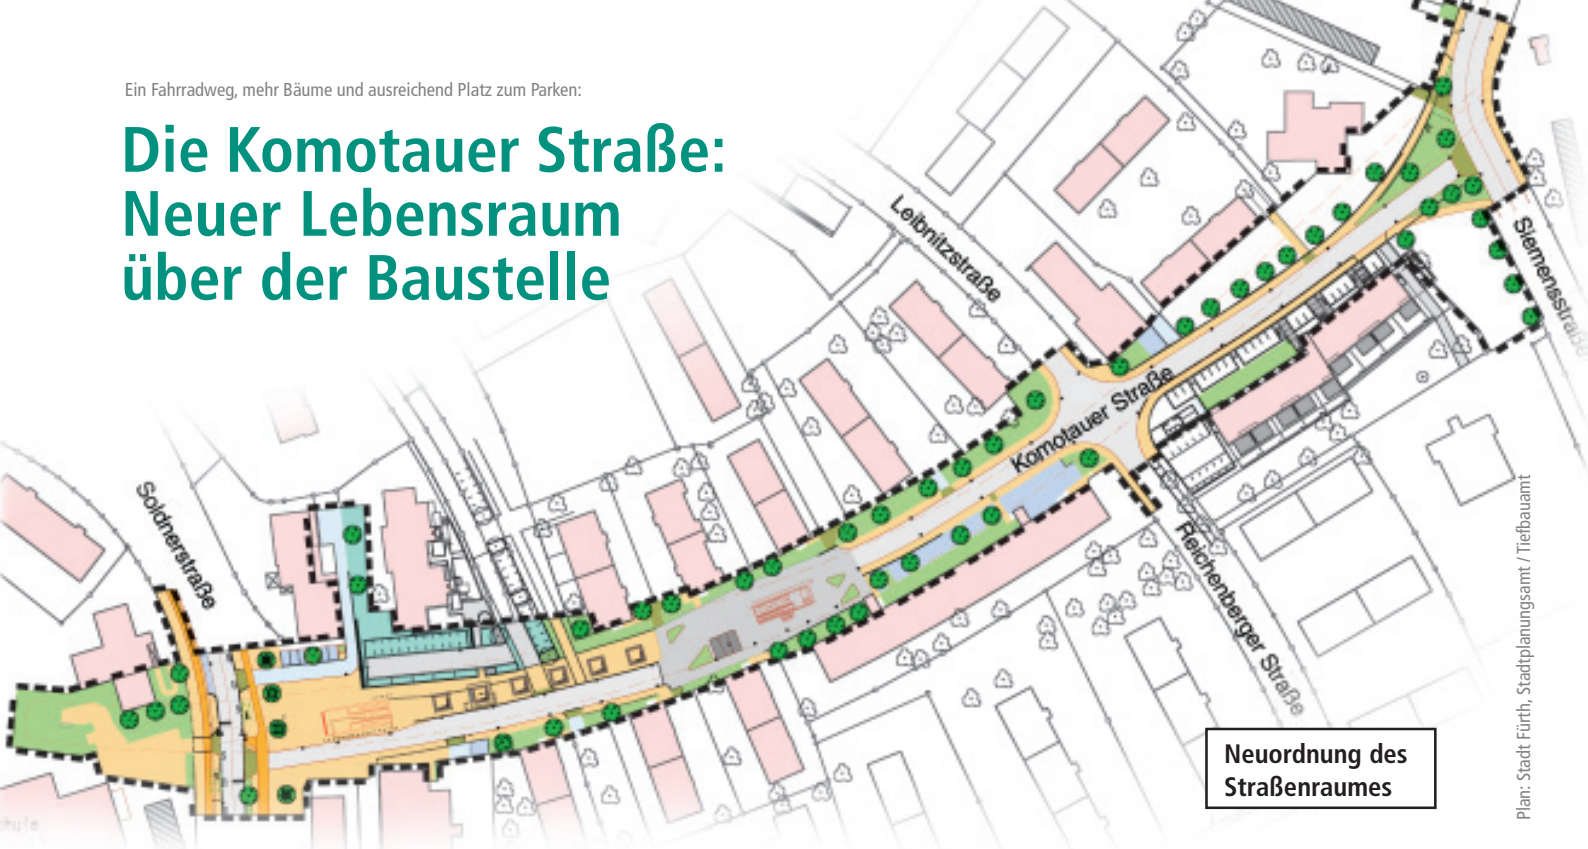 Ein Fahrradweg, mehr Bäume und ausreichend Platz zum Parken:
Die Komotauer Straße:
Neuer Lebensraum
über der Baustelle
Leibnitzstraße
Siemensstraße
Komotauer Straße
Soldnerstraße
Reichenberger Straße
Neuordnung des
Straßenraumes
Plan: Stadt Fürth, Stadtplanungsamt / Tiefbauamt